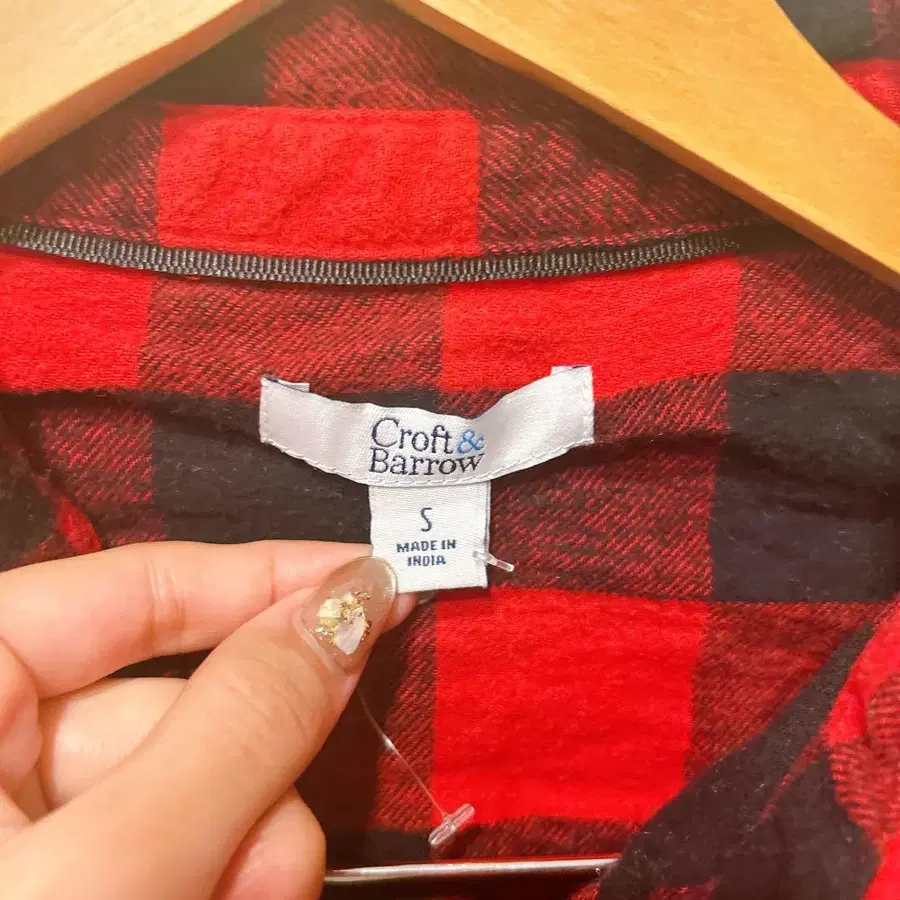 Croft &
Barrow
S
MADE IN
INDIA